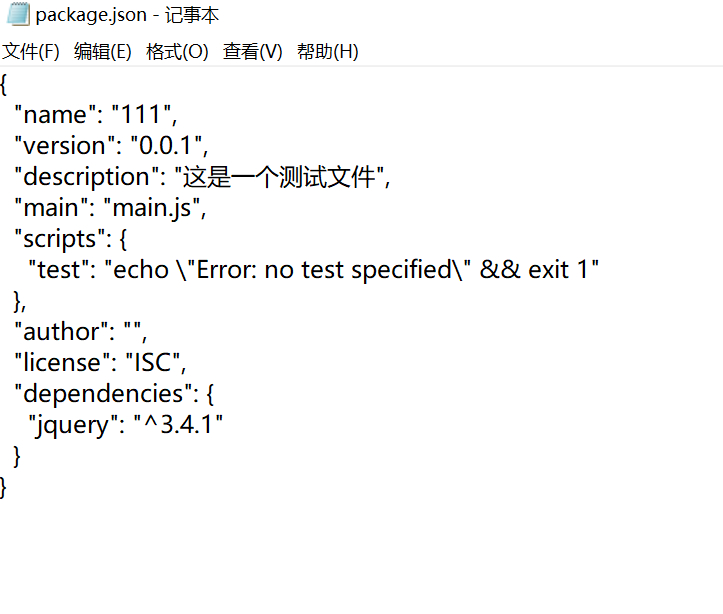 package.json - 记事本
文件(F) 编辑(E) 格式(O) 查看(V) 帮助(H)
{
  "name": "111",
  "version": "0.0.1",
  "description": "这是一个测试文件",
  "main": "main.js",
  "scripts": {
    "test": "echo \"Error: no test specified\" && exit 1"
  },
  "author": "",
  "license": "ISC",
  "dependencies": {
    "jquery": "^3.4.1"
  }
}